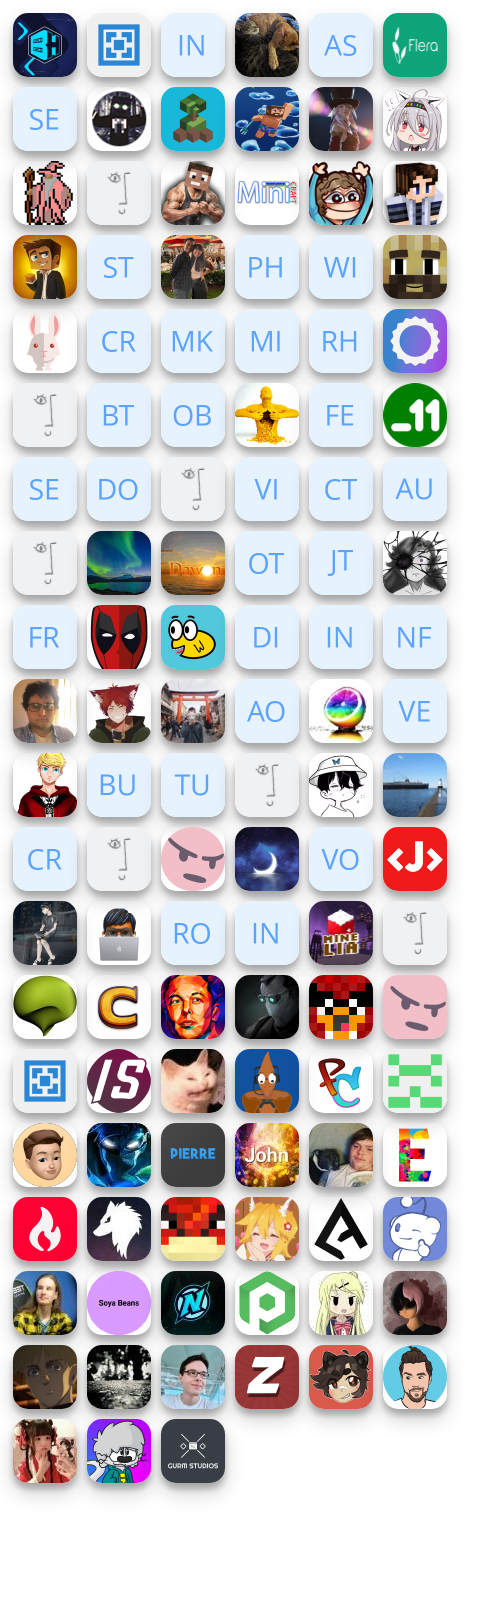 IN
AS
Flera
SE
Mini
ST
PH
WI
CR
MK
MI
RH
BT
OB
FE
_11
SE
DO
VI
CT
AU
Dawn
OT
JT
FR
DI
IN
NF
AO
VE
BU
TU
CR
VO
<J>
RO
IN
MINE
LIA
C
IS
PC
PIERRE
John
E
Soya Beans
N
P
Z
GURM STUDIOS